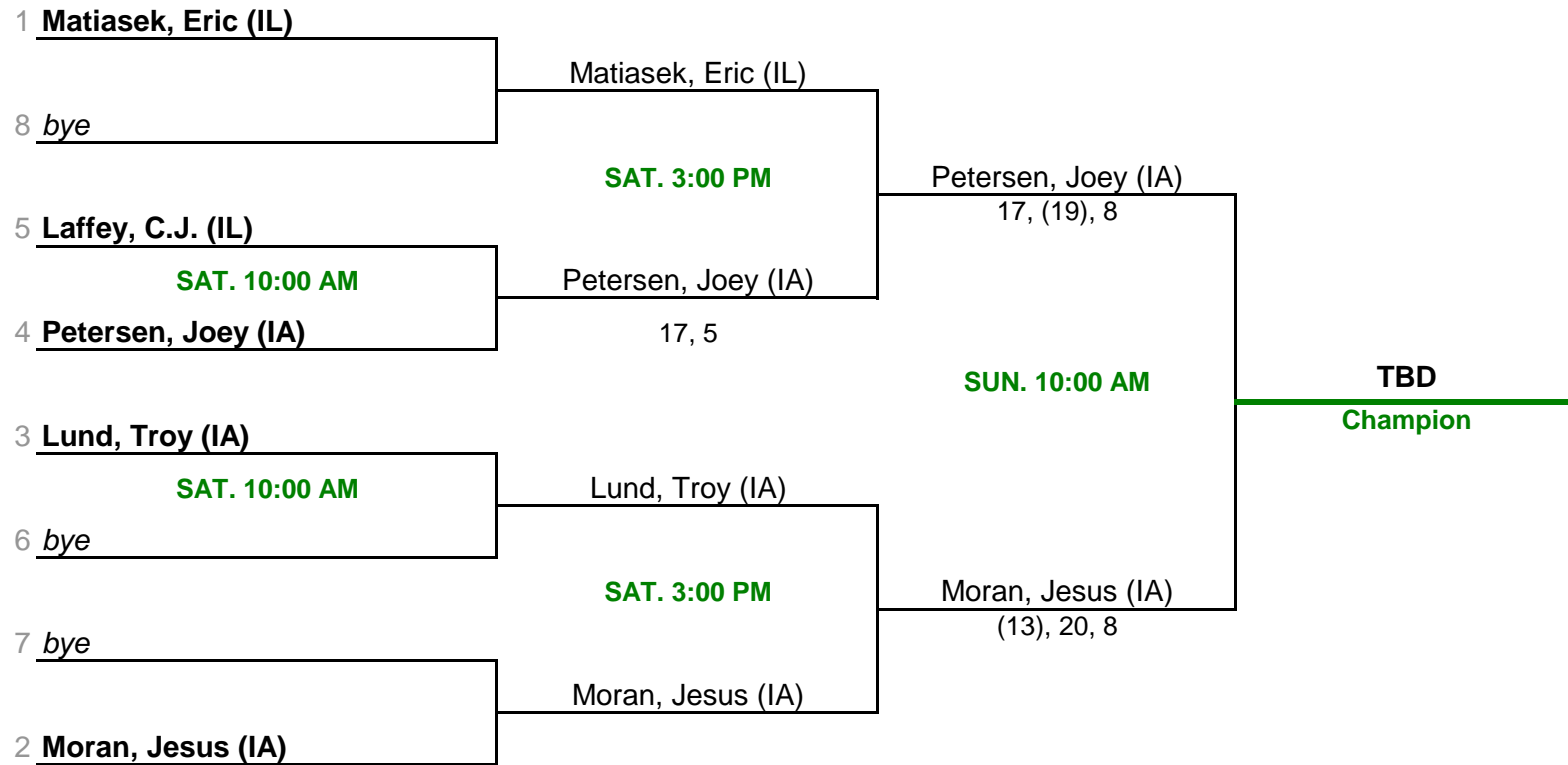 1 Matiasek, Eric (IL)
Matiasek, Eric (IL)
8 bye
SAT. 3:00 PM
Petersen, Joey (IA)
17, (19), 8
5 Laffey, C.J. (IL)
SAT. 10:00 AM
Petersen, Joey (IA)
4 Petersen, Joey (IA)
17, 5
SUN. 10:00 AM
TBD
Champion
3 Lund, Troy (IA)
SAT. 10:00 AM
Lund, Troy (IA)
6 bye
SAT. 3:00 PM
Moran, Jesus (IA)
(13), 20, 8
7 bye
Moran, Jesus (IA)
2 Moran, Jesus (IA)